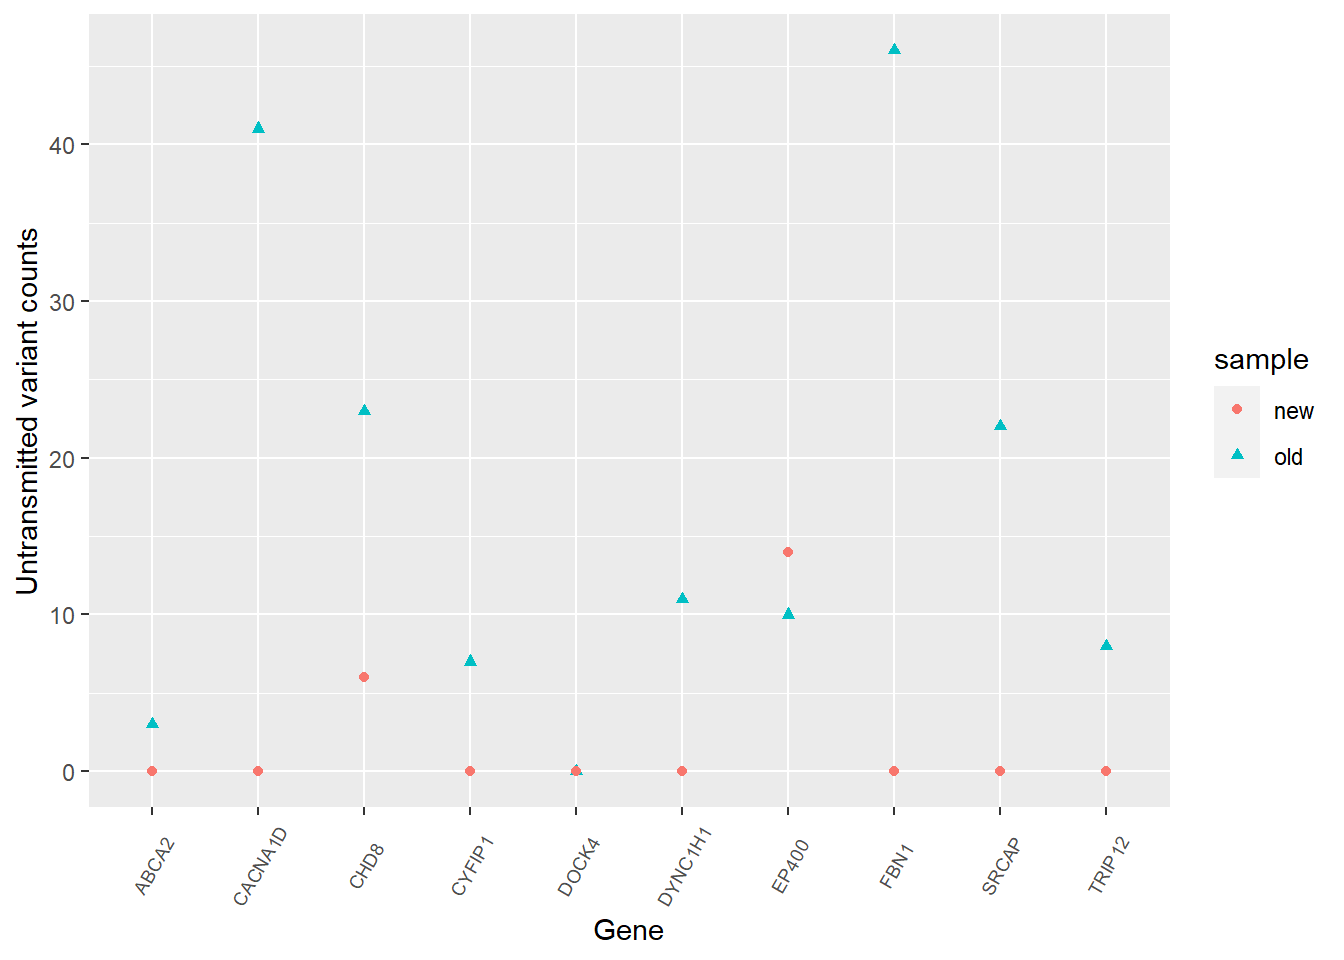 Untransmitted variant counts
40
30
20
10
0
ABCA2
CACNA1D
CHD8
CYFIP1
DOCK4
DYNC1H1
EP400
FBN1
SRCAP
TRIP12
Gene
sample
new
old